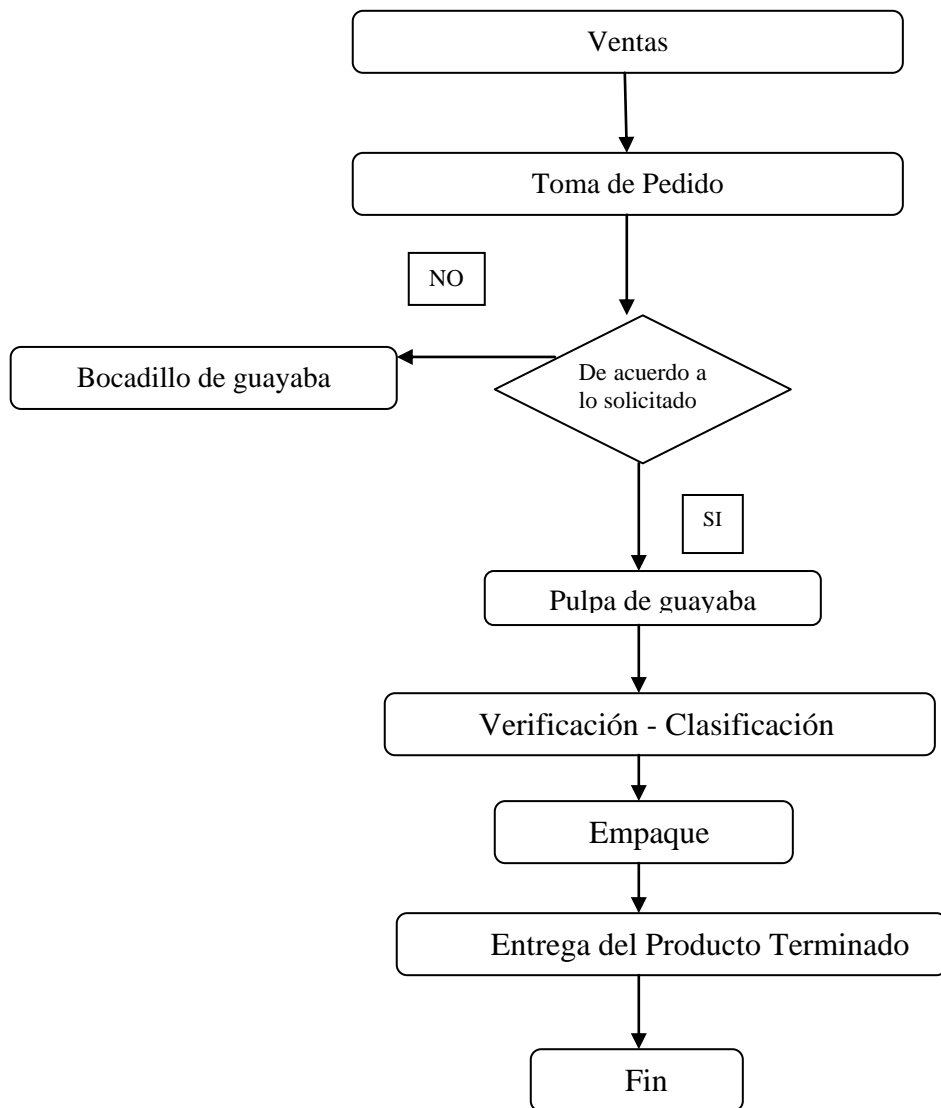 Ventas
Toma de Pedido
NO
Bocadillo de guayaba
De acuerdo a
lo solicitado
SI
Pulpa de guayaba
Verificación - Clasificación
Empaque
Entrega del Producto Terminado
Fin